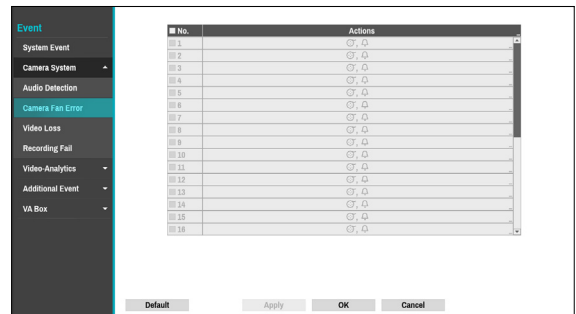 Event
System Event
Camera System
Audio Detection
Camera Fan Error
Video Loss
Recording Fail
Video-Analytics
Additional Event
VA Box
No. Actions
1
2
3
4
5
6
7
8
9
10
11
12
13
14
15
16
Default Apply OK Cancel